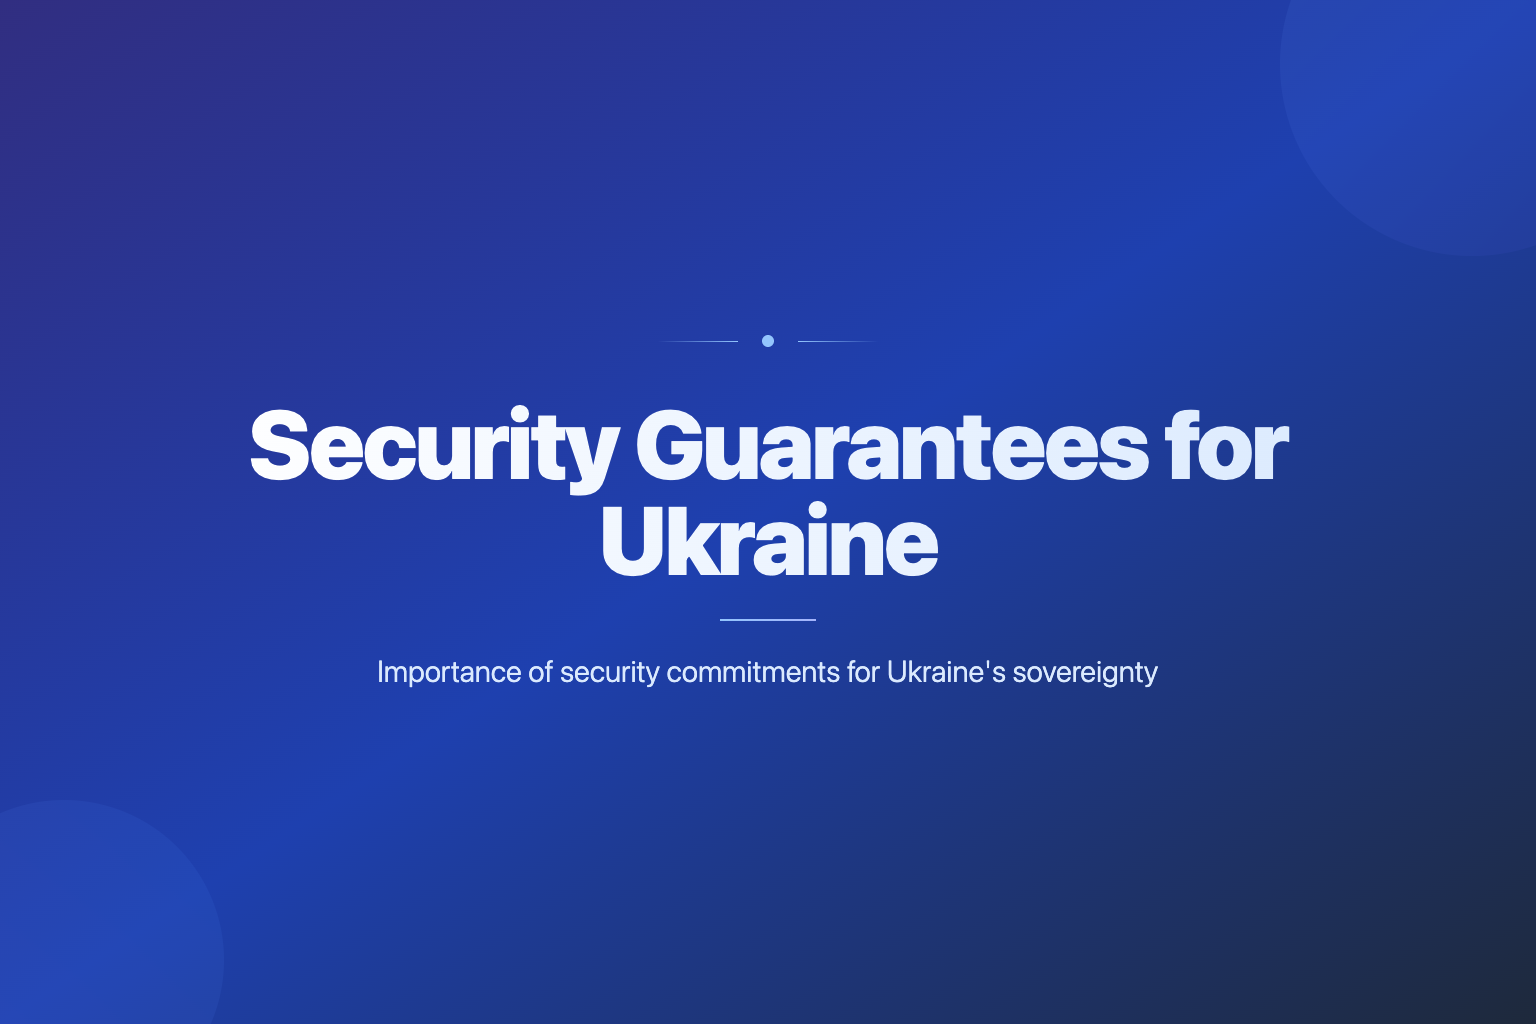 Security Guarantees for
Ukraine
Importance of security commitments for Ukraine's sovereignty